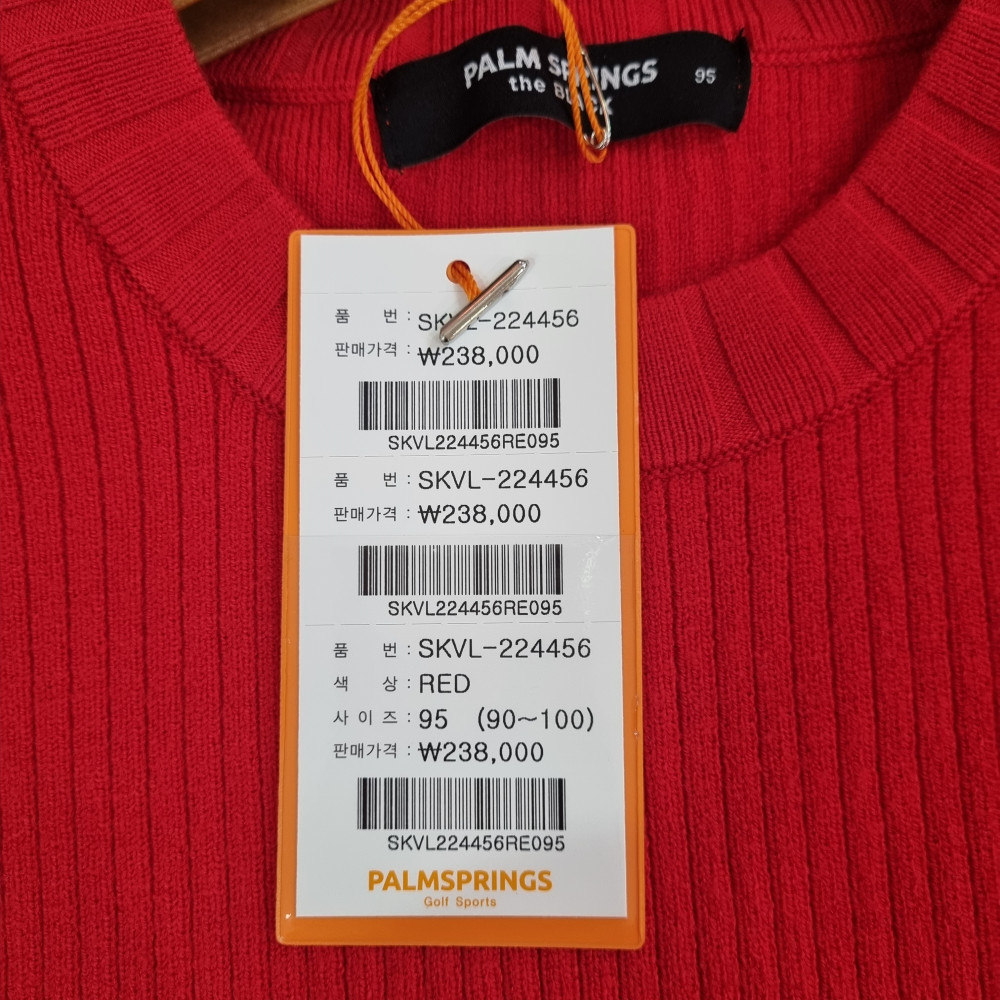 PALM SPRINGS
the BLACK
95
품 번 : SKVL-224456
판매가격 : ₩238,000
SKVL224456RE095
품 번 : SKVL-224456
판매가격 : ₩238,000
SKVL224456RE095
품 번 : SKVL-224456
색 상 : RED
사이즈 : 95 (90~100)
판매가격 : ₩238,000
SKVL224456RE095
PALMSPRINGS
Golf Sports